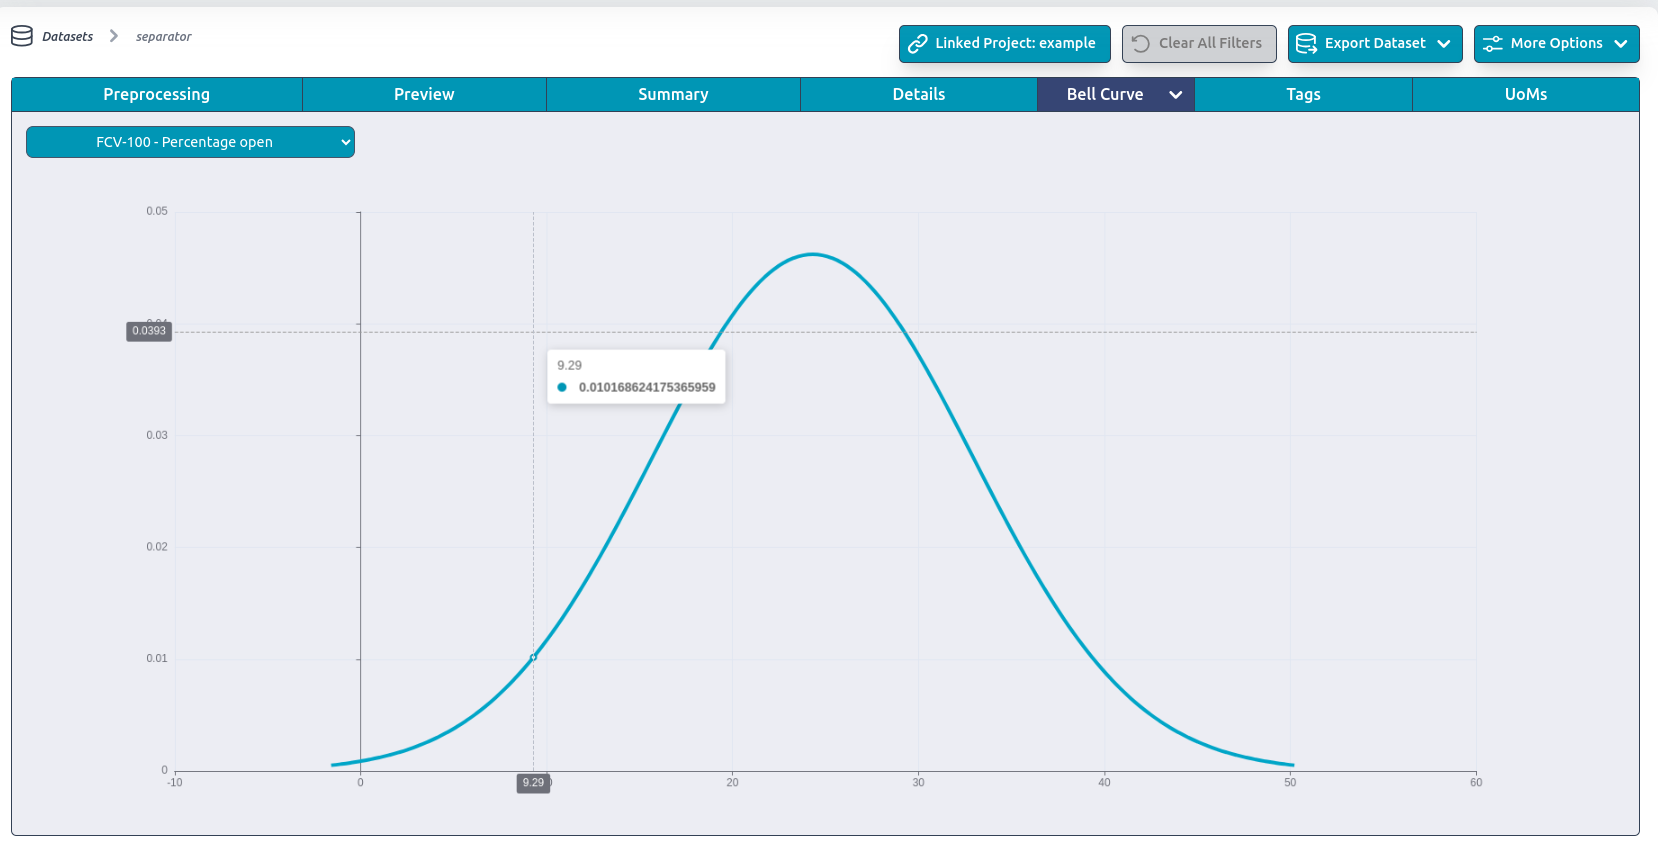 Datasets
separator
Linked Project: example
Clear All Filters
Export Dataset
More Options
Preprocessing
Preview
Summary
Details
Bell Curve
Tags
UoMs
FCV-100 - Percentage open
0.05
0.0393
9.29
0.010168624175365959
0.03
0.02
0.01
0
-10
0
9.29
20
30
40
50
60